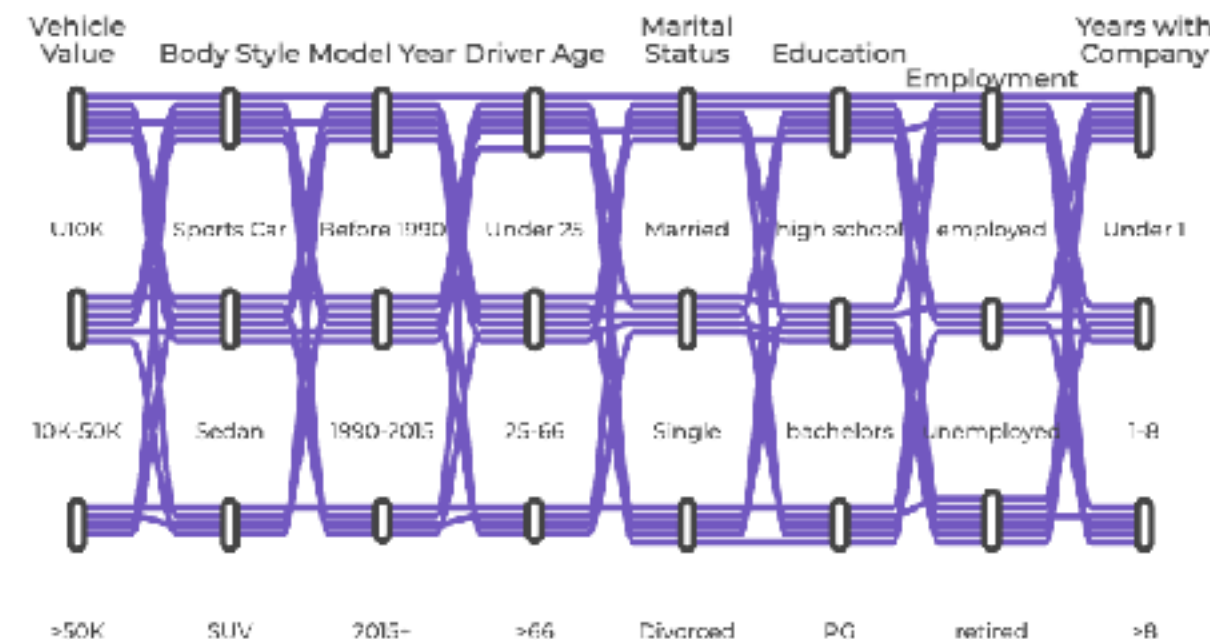 Vehicle Value
Body Style
Model Year
Driver Age
Marital Status
Education
Employment
Years with Company
U10K
Sports Car
Before 1990
Under 25
Married
high school
employed
Under 1
10K-50K
Sedan
1990-2015
25-66
Single
bachelors
unemployed
1-8
>50K
SUV
2015-
>66
Divorced
PG
retired
>8